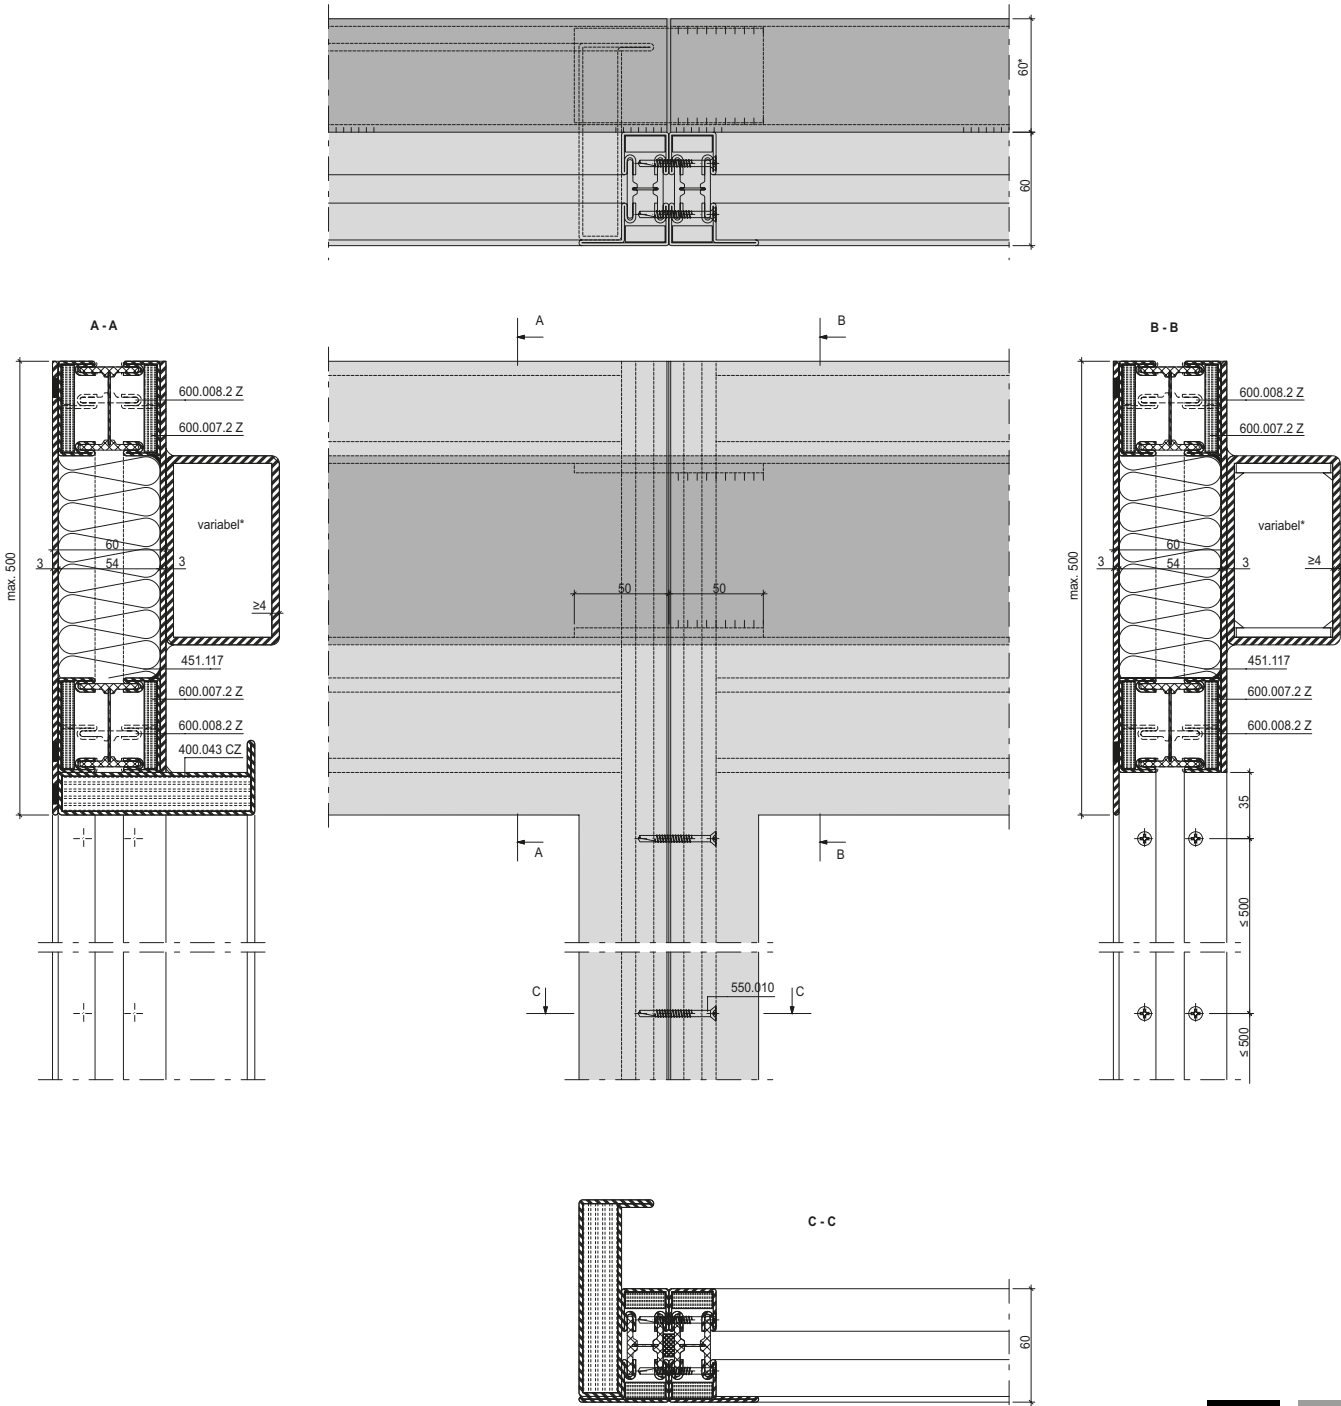 60*
60
A - A
A
B
B - B
600.008.2 Z
600.007.2 Z
variabel*
60
54
3
3
≥4
max. 500
451.117
600.007.2 Z
600.008.2 Z
400.043 CZ
50
50
A
B
600.008.2 Z
600.007.2 Z
variabel*
60
54
3
3
≥4
max. 500
451.117
600.007.2 Z
600.008.2 Z
35
≤ 500
≤ 500
C
550.010
C
C - C
60